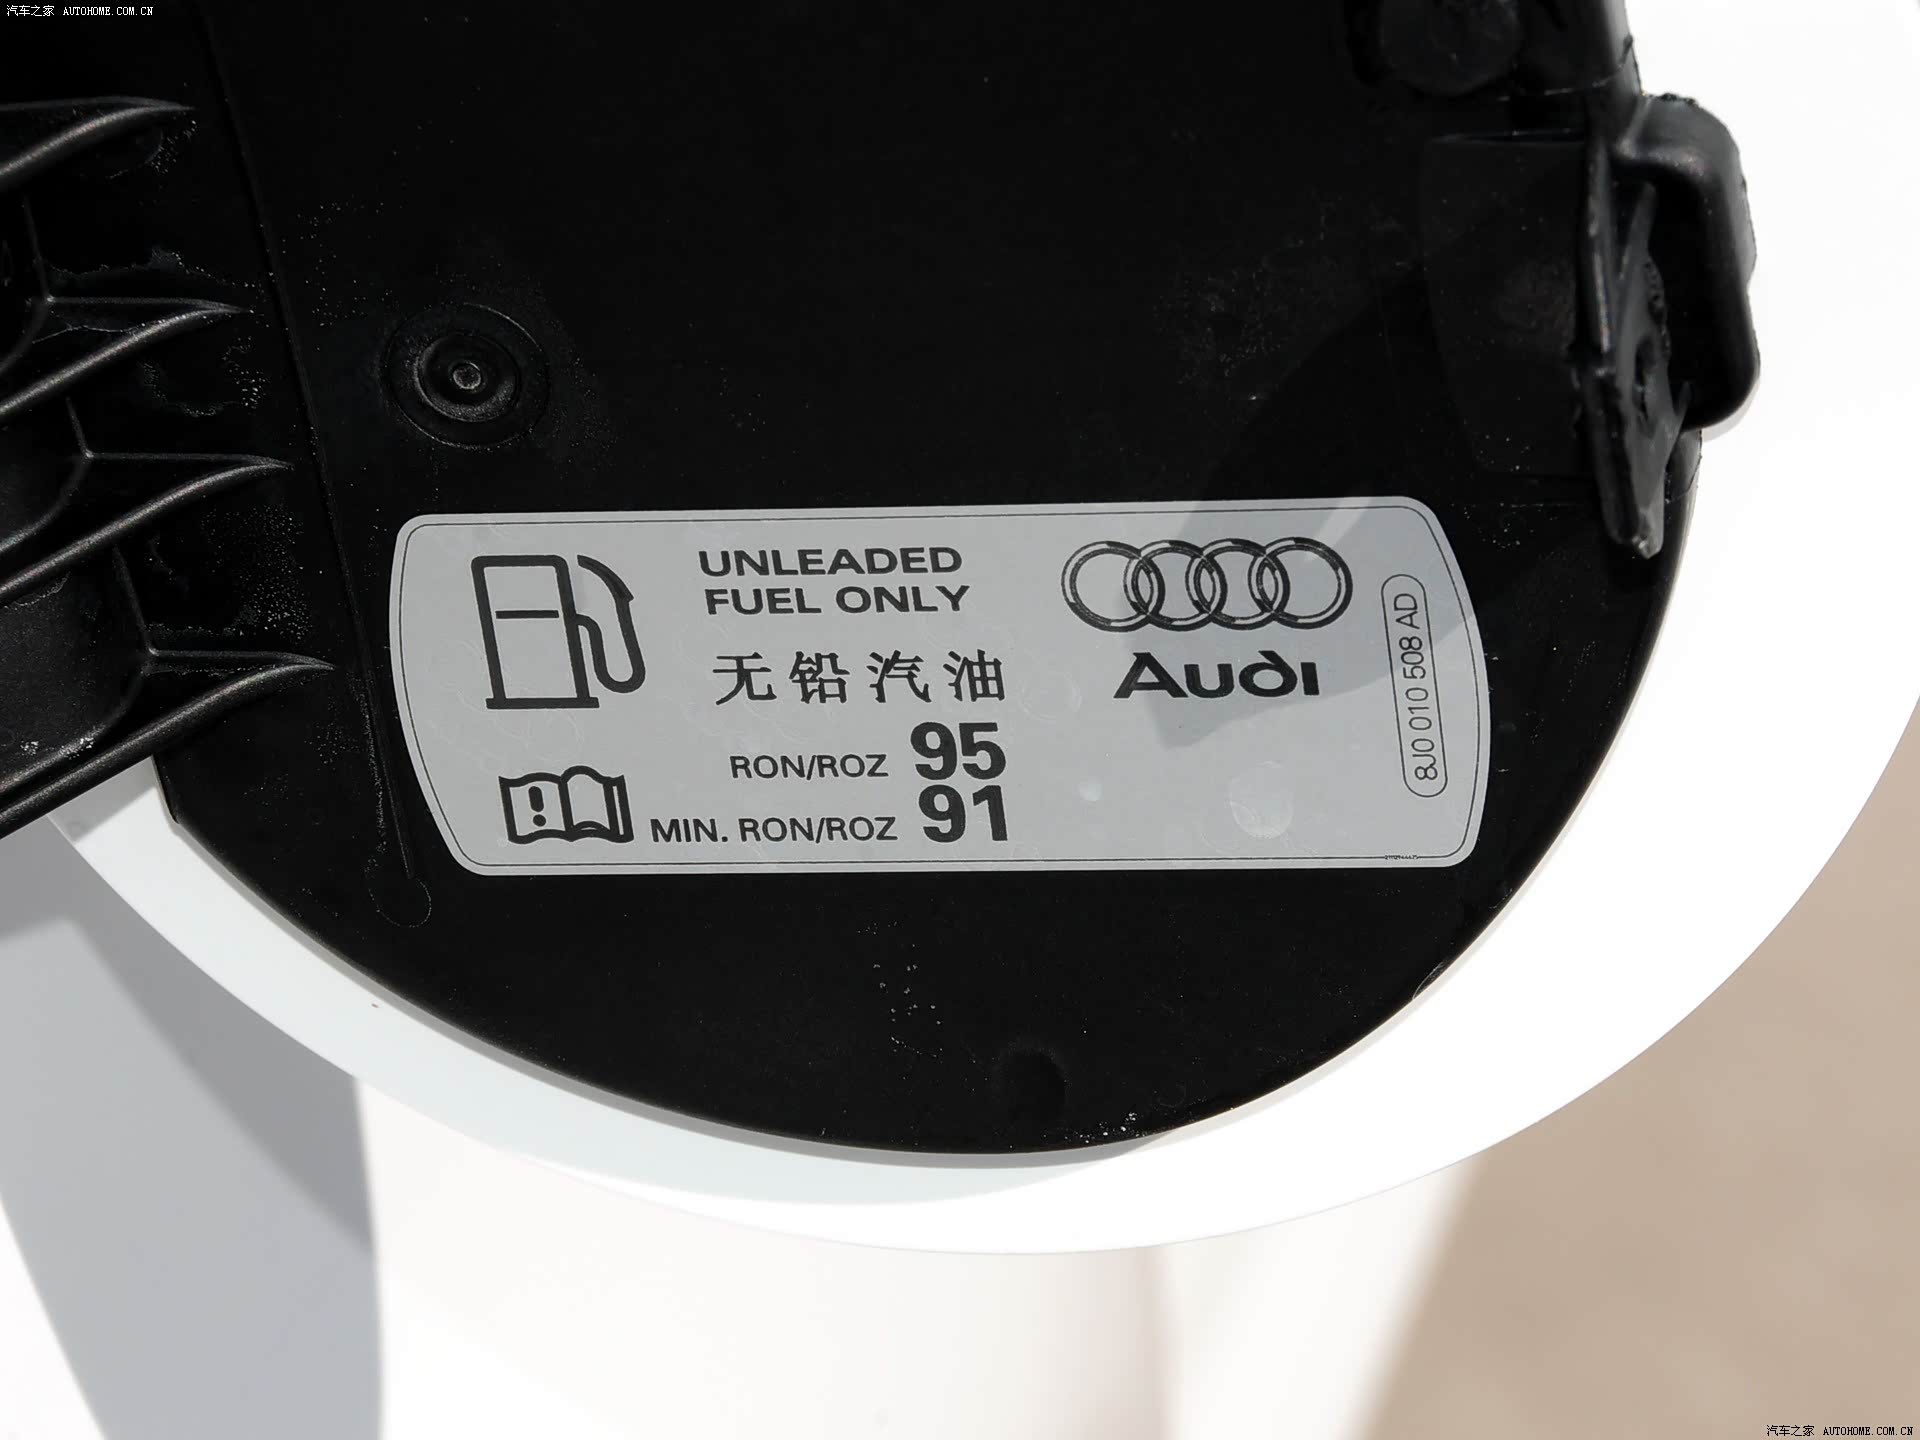 汽车之家 AUTOHOME.COM.CN
UNLEADED
FUEL ONLY
无铅汽油
RON/ROZ 95
MIN. RON/ROZ 91
Audi
8J0 010 508 AD
汽车之家 AUTOHOME.COM.CN